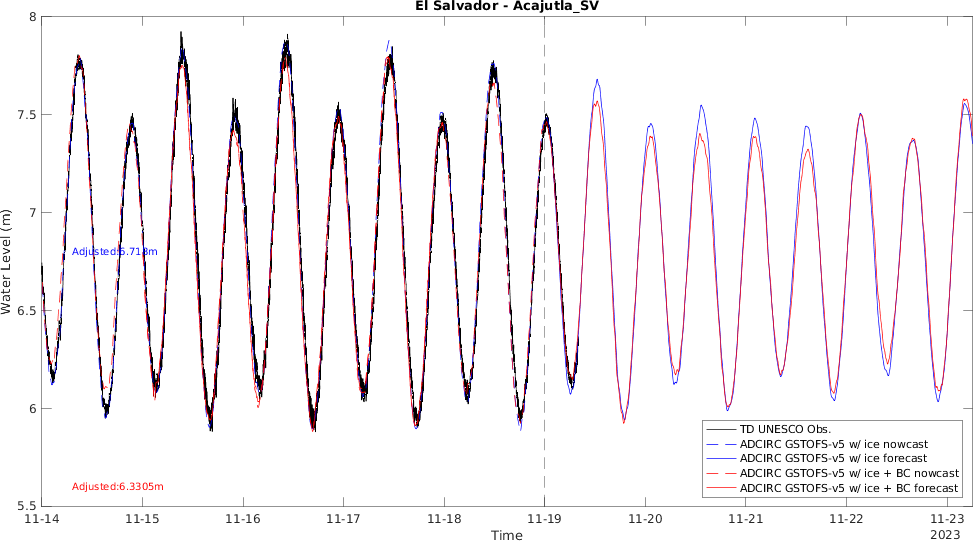 El Salvador - Acajutla_SV
Water Level (m)
8
7.5
7
6.5
6
5.5
Adjusted:6.718m
Adjusted:6.3305m
TD UNESCO Obs.
ADCIRC GSTOFS-v5 w/ ice nowcast
ADCIRC GSTOFS-v5 w/ ice forecast
ADCIRC GSTOFS-v5 w/ ice + BC nowcast
ADCIRC GSTOFS-v5 w/ ice + BC forecast
11-14 11-15 11-16 11-17 11-18 11-19 11-20 11-21 11-22 11-23
2023
Time